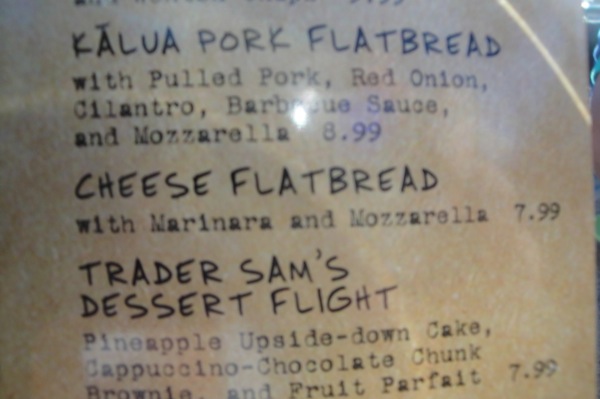 KĀLUA PORK FLATBREAD
with Pulled Pork, Red Onion,
Cilantro, Barbecue Sauce,
and Mozzarella 8.99
CHEESE FLATBREAD
with Marinara and Mozzarella 7.99
TRADER SAM'S
DESSERT FLIGHT
Pineapple Upside-down Cake,
Cappuccino-Chocolate Chunk
Brownie, and Fruit Parfait 7.99